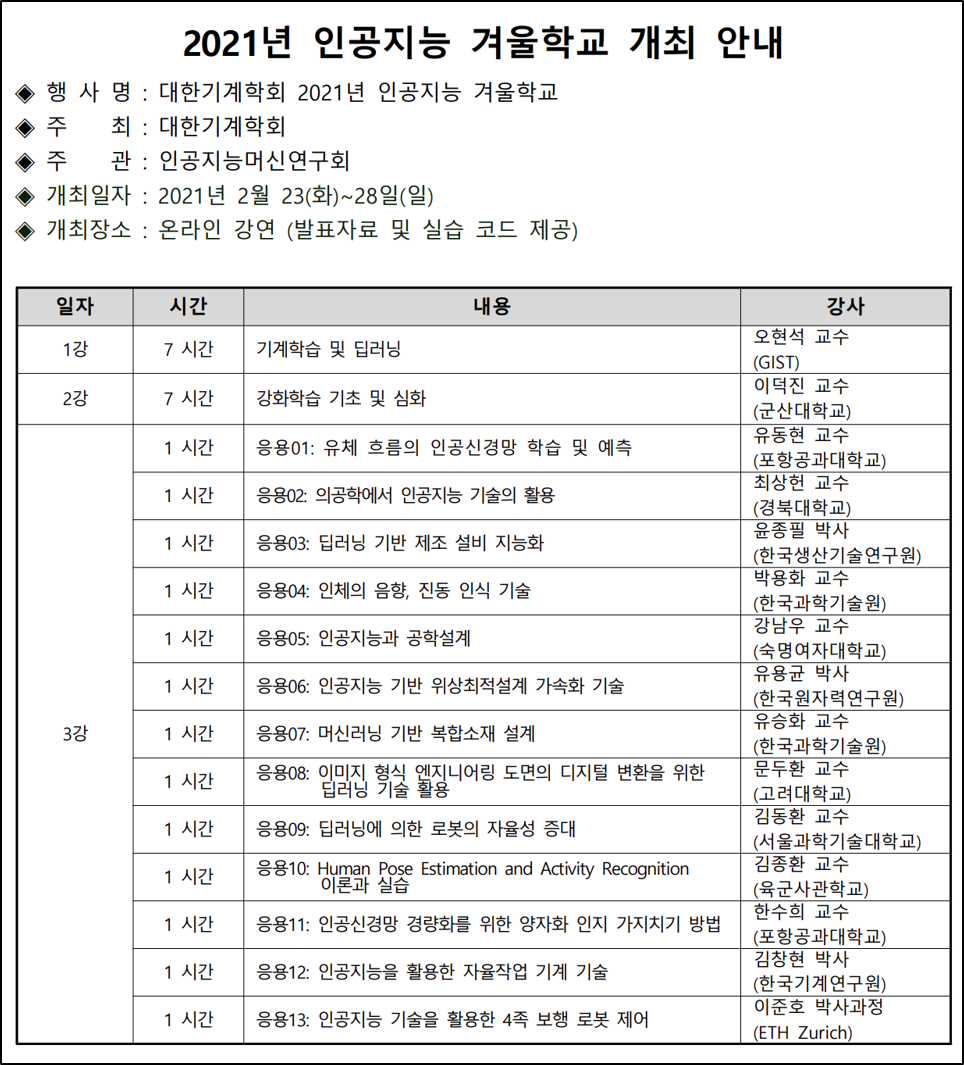 2021년 인공지능 겨울학교 개최 안내
◈ 행 사 명 : 대한기계학회 2021년 인공지능 겨울학교
◈ 주 최 : 대한기계학회
◈ 주 관 : 인공지능머신연구회
◈ 개최일자 : 2021년 2월 23(화)~28일(일)
◈ 개최장소 : 온라인 강연 (발표자료 및 실습 코드 제공)
일자 시간 내용 강사
1강 7 시간 기계학습 및 딥러닝 오현석 교수
(GIST)
2강 7 시간 강화학습 기초 및 심화 이덕진 교수
(군산대학교)
3강
1 시간 응용01: 유체 흐름의 인공신경망 학습 및 예측 유동현 교수
(포항공과대학교)
1 시간 응용02: 의공학에서 인공지능 기술의 활용 최상헌 교수
(경북대학교)
1 시간 응용03: 딥러닝 기반 제조 설비 지능화 윤종필 박사
(한국생산기술연구원)
1 시간 응용04: 인체의 음향, 진동 인식 기술 박용화 교수
(한국과학기술원)
1 시간 응용05: 인공지능과 공학설계 강남우 교수
(숙명여자대학교)
1 시간 응용06: 인공지능 기반 위상최적설계 가속화 기술 유용균 박사
(한국원자력연구원)
1 시간 응용07: 머신러닝 기반 복합소재 설계 유승화 교수
(한국과학기술원)
1 시간 응용08: 이미지 형식 엔지니어링 도면의 디지털 변환을 위한
딥러닝 기술 활용 문두환 교수
(고려대학교)
1 시간 응용09: 딥러닝에 의한 로봇의 자율성 증대 김동환 교수
(서울과학기술대학교)
1 시간 응용10: Human Pose Estimation and Activity Recognition
이론과 실습 김종환 교수
(육군사관학교)
1 시간 응용11: 인공신경망 경량화를 위한 양자화 인지 가지치기 방법 한수희 교수
(포항공과대학교)
1 시간 응용12: 인공지능을 활용한 자율작업 기계 기술 김창현 박사
(한국기계연구원)
1 시간 응용13: 인공지능 기술을 활용한 4족 보행 로봇 제어 이준호 박사과정
(ETH Zurich)